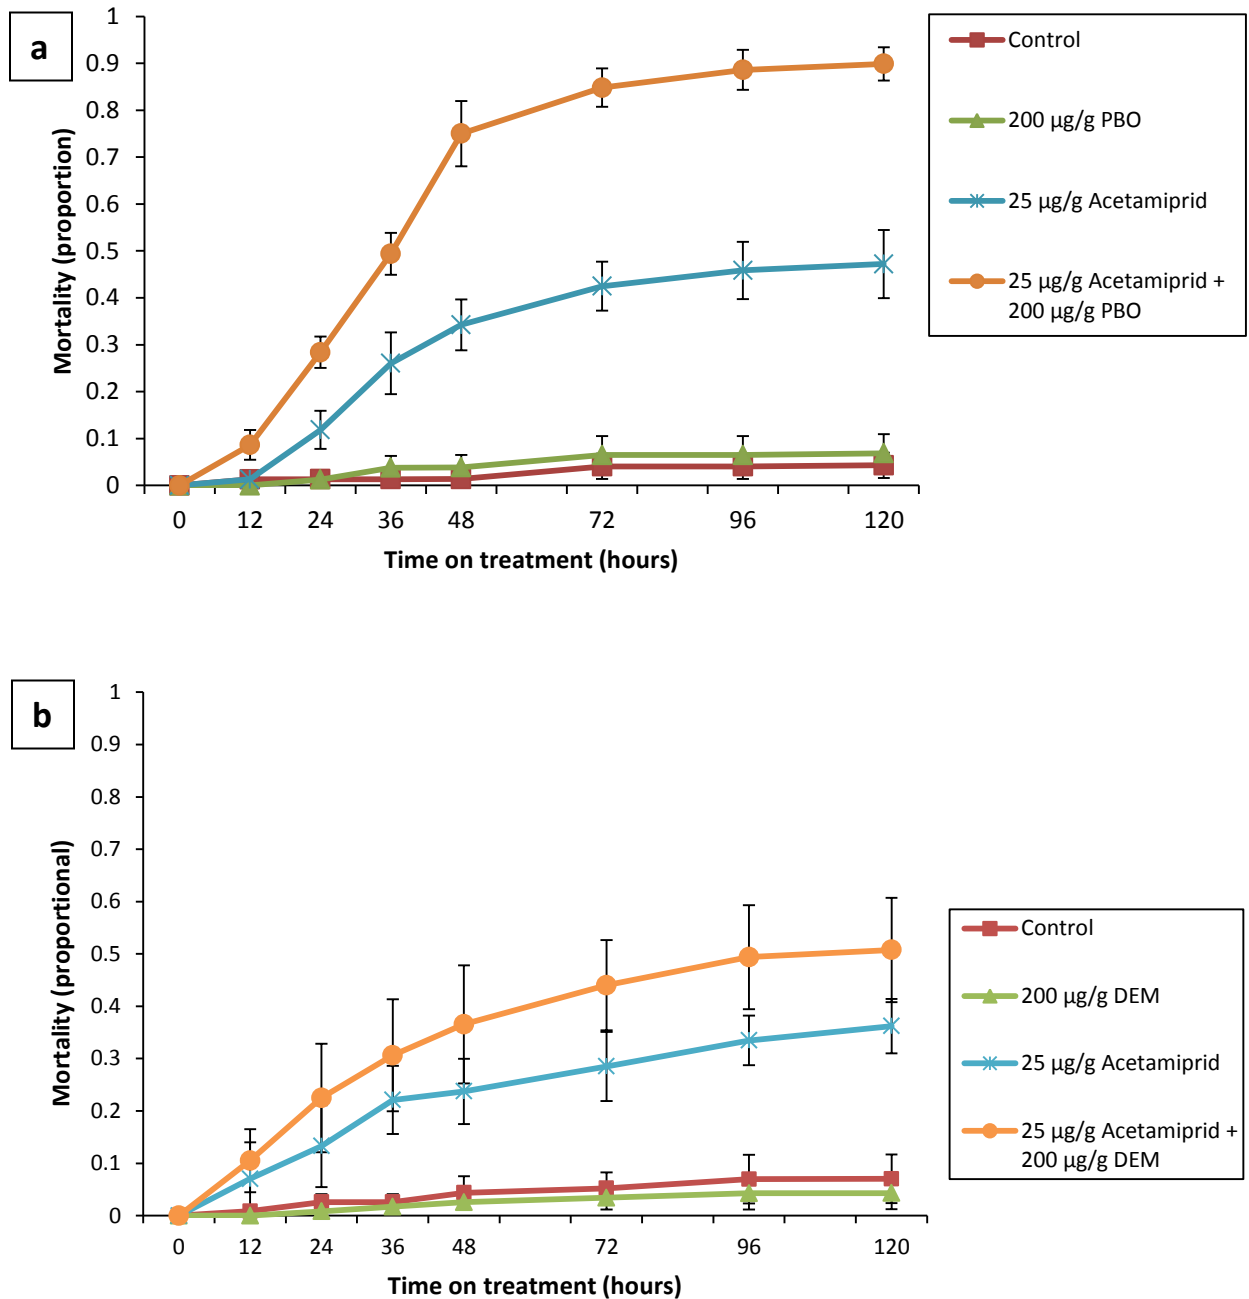 a
1
0.9
0.8
0.7
0.6
0.5
0.4
0.3
0.2
0.1
0
Mortality (proportion)
0 12 24 36 48 72 96 120
Time on treatment (hours)
Control
200 µg/g PBO
25 µg/g Acetamiprid
25 µg/g Acetamiprid +
200 µg/g PBO
b
1
0.9
0.8
0.7
0.6
0.5
0.4
0.3
0.2
0.1
0
Mortality (proportional)
0 12 24 36 48 72 96 120
Time on treatment (hours)
Control
200 µg/g DEM
25 µg/g Acetamiprid
25 µg/g Acetamiprid +
200 µg/g DEM